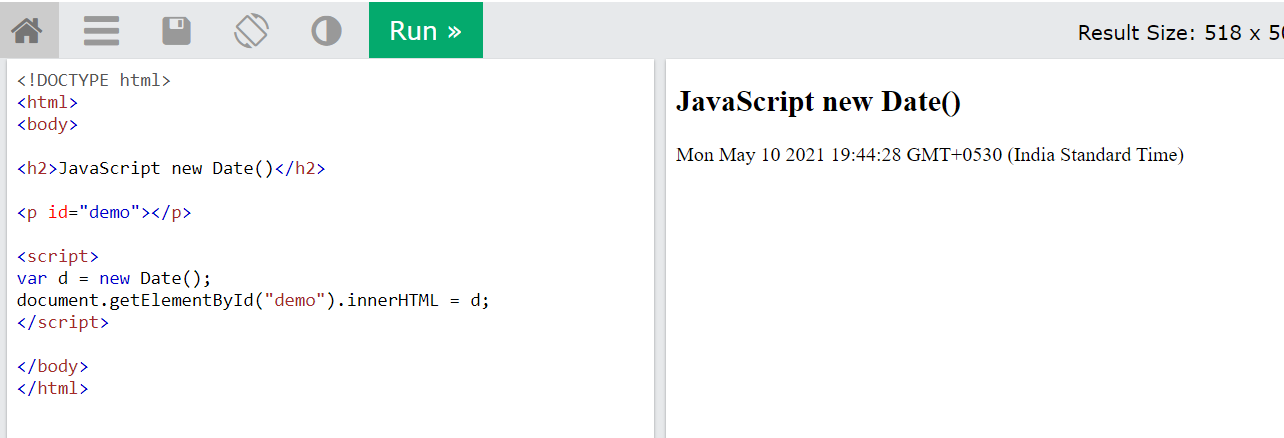 Run »
Result Size: 518 x 50
<!DOCTYPE html>
<html>
<body>
<h2>JavaScript new Date()</h2>
<p id="demo"></p>
<script>
var d = new Date();
document.getElementById("demo").innerHTML = d;
</script>
</body>
</html>
JavaScript new Date()
Mon May 10 2021 19:44:28 GMT+0530 (India Standard Time)